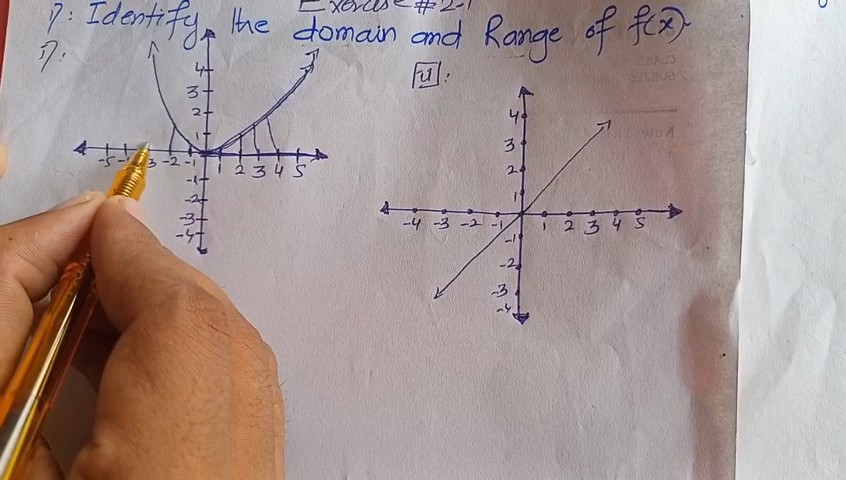 Exercise # 2.1
1): Identify the domain and Range of f(x).
i):
ii:
4
3
2
1
-5 -4 -3 -2 -1 1 2 3 4 5
-1
-2
-3
-4
4
3
2
1
-4 -3 -2 -1 1 2 3 4 5
-1
-2
-3
-4